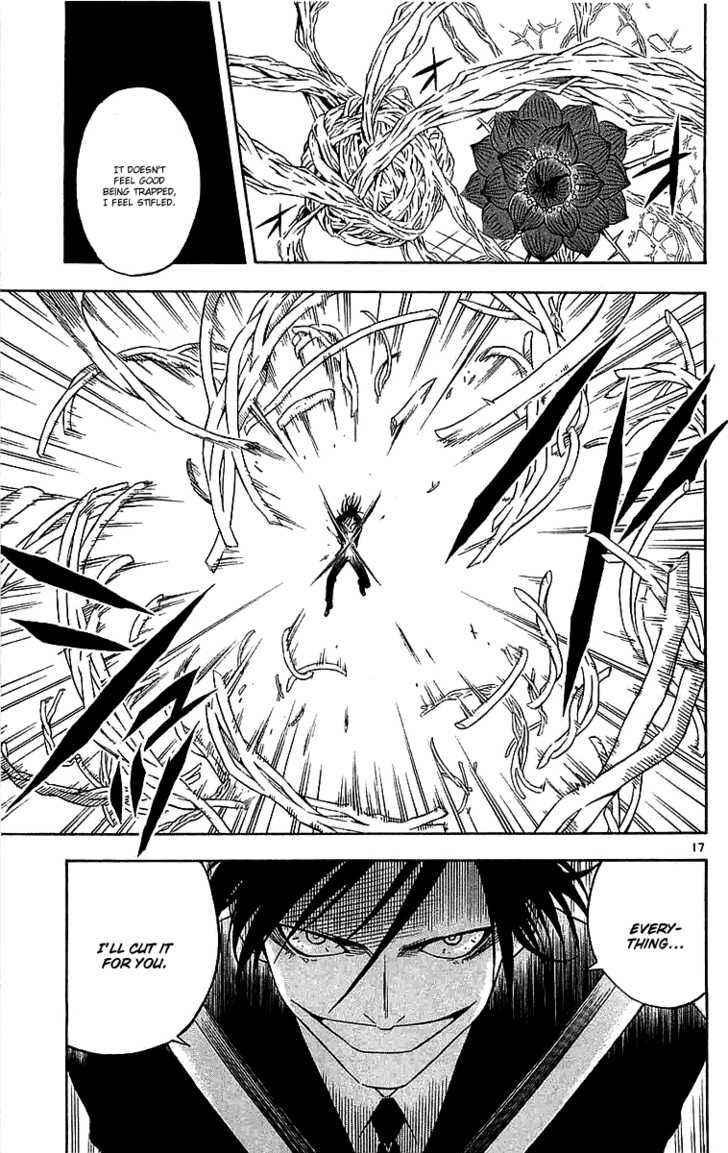 IT DOESN'T
FEEL GOOD
BEING TRAPPED,
I FEEL STIFLED.
17
EVERY-
THING...
I'LL CUT IT
FOR YOU.